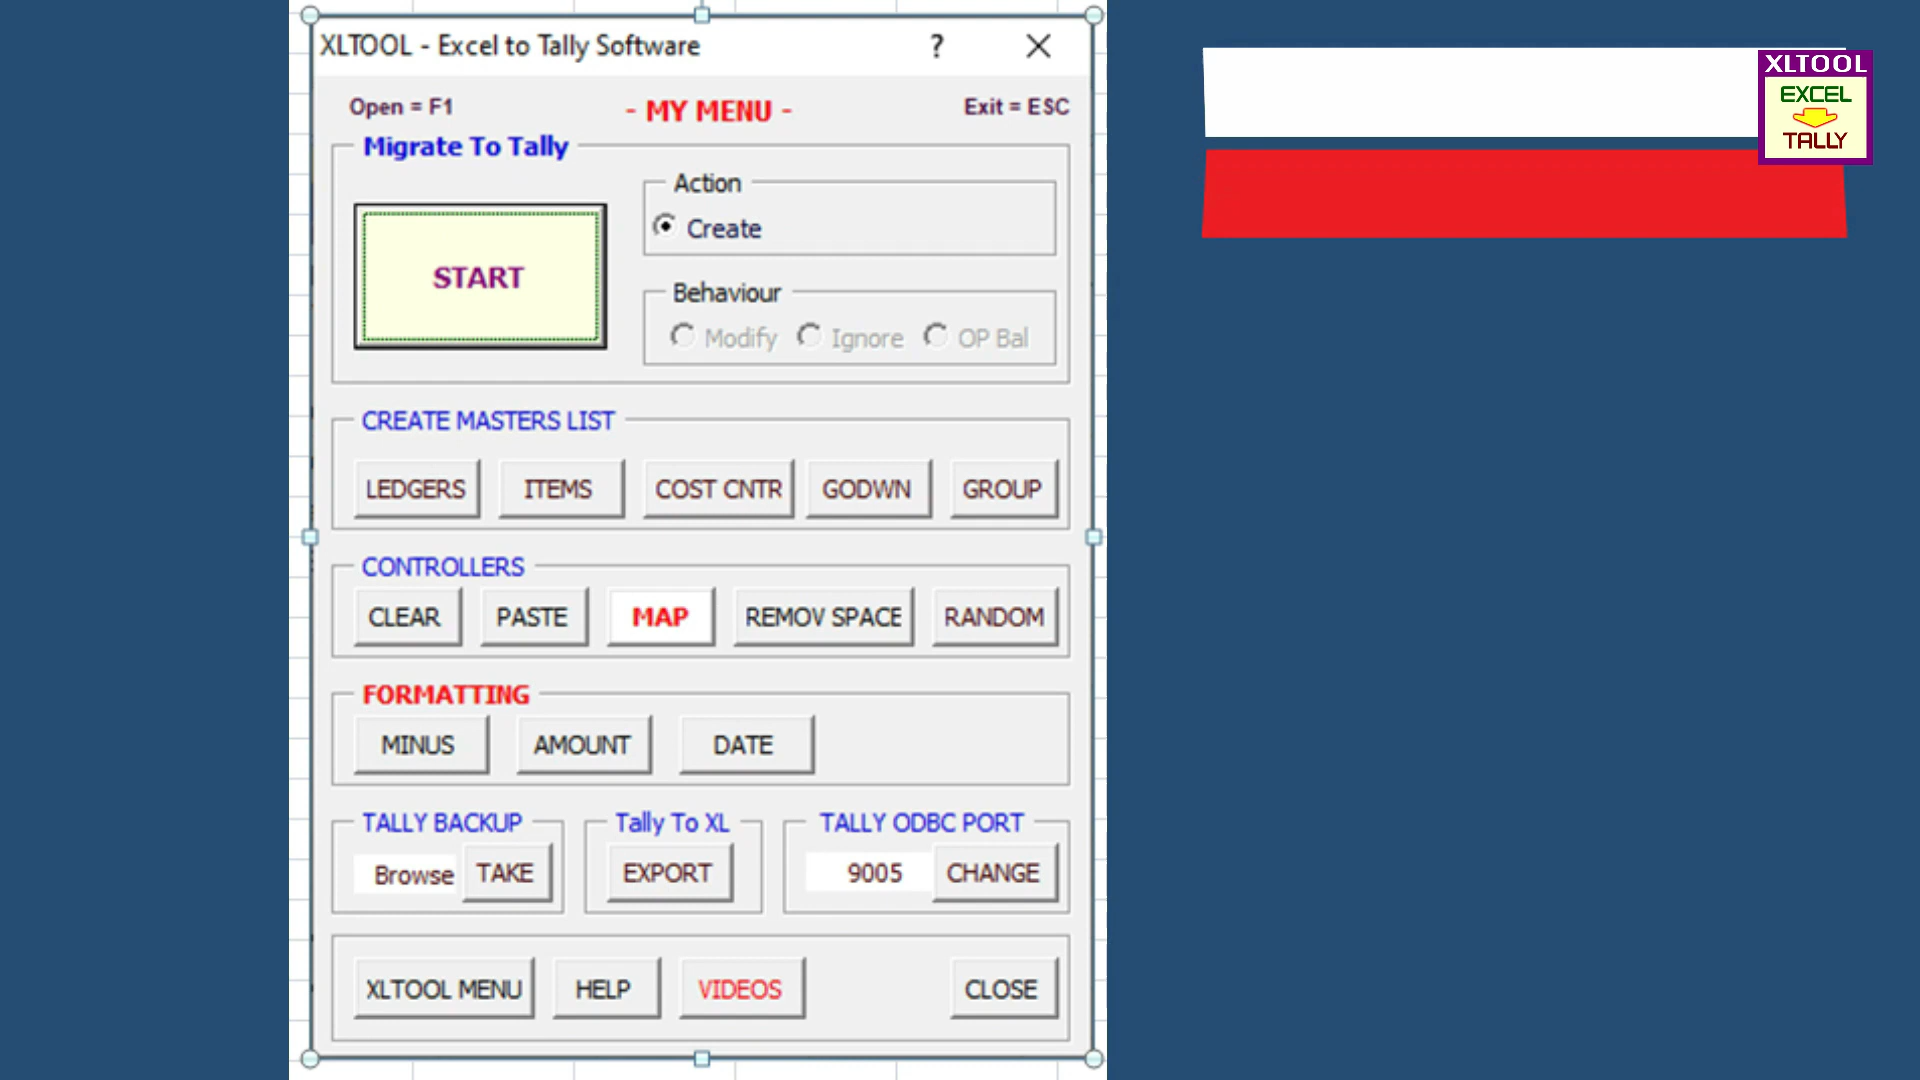 XLTOOL - Excel to Tally Software ?
Open = F1 - MY MENU - Exit = ESC
Migrate To Tally
START
Action
Create
Behaviour
Modify Ignore OP Bal
CREATE MASTERS LIST
LEDGERS ITEMS COST CNTR GODWN GROUP
CONTROLLERS
CLEAR PASTE MAP REMOV SPACE RANDOM
FORMATTING
MINUS AMOUNT DATE
TALLY BACKUP Tally To XL TALLY ODBC PORT
Browse TAKE EXPORT 9005 CHANGE
XLTOOL MENU HELP VIDEOS CLOSE
XLTOOL
EXCEL
TALLY